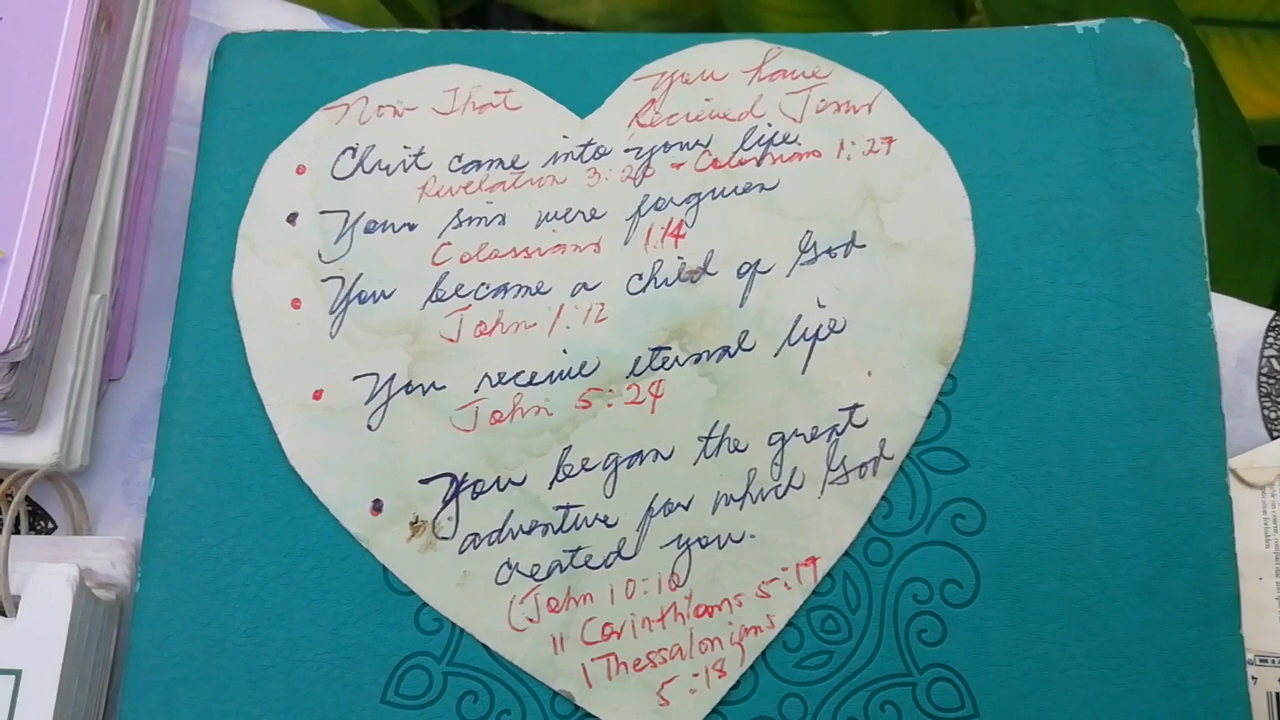 Now That You have
Recieved Jesus
Christ came into your life
Revelation 3:20 - Colossians 1:27
Your sins were forgiven
Colossians 1:14
You became a child of God
John 1:12
You receive eternal life
John 5:24
You began the great
adventure for which God
created you.
(John 10:10
11 Corinthians 5:17
1 Thessalonians
5:18)